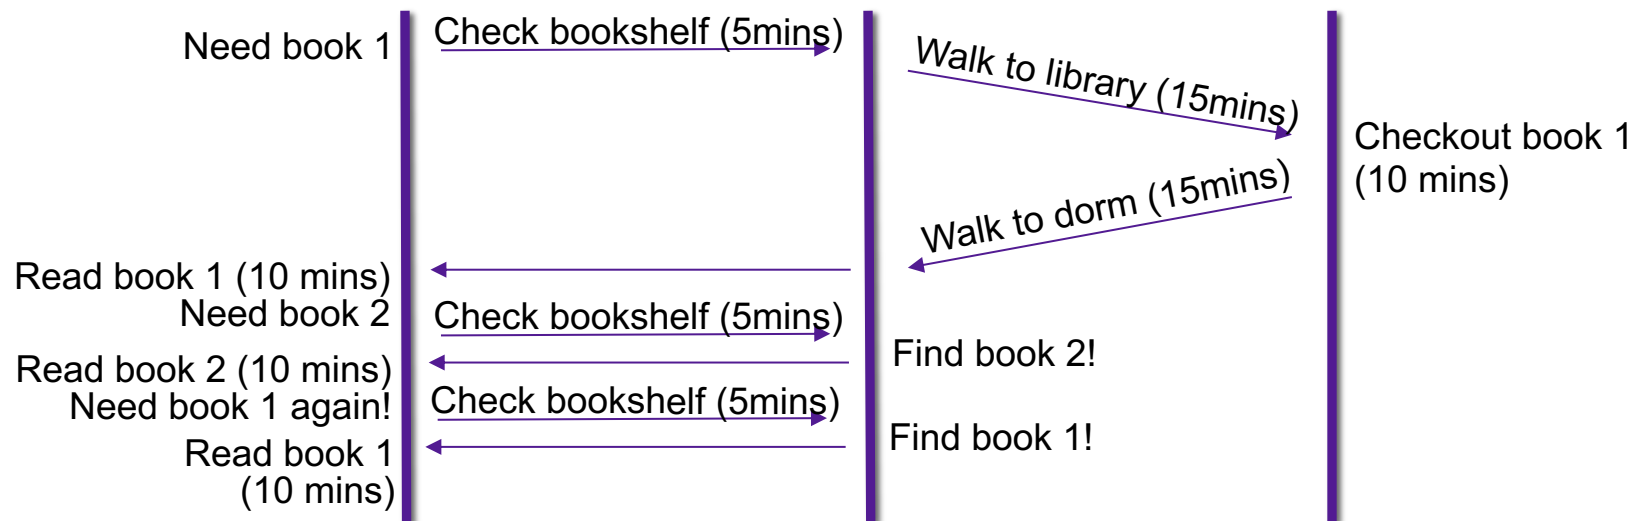 Need book 1
Check bookshelf (5mins)
Walk to library (15mins)
Checkout book 1
(10 mins)
Walk to dorm (15mins)
Read book 1 (10 mins)
Need book 2
Check bookshelf (5mins)
Find book 2!
Read book 2 (10 mins)
Need book 1 again!
Check bookshelf (5mins)
Find book 1!
Read book 1
(10 mins)